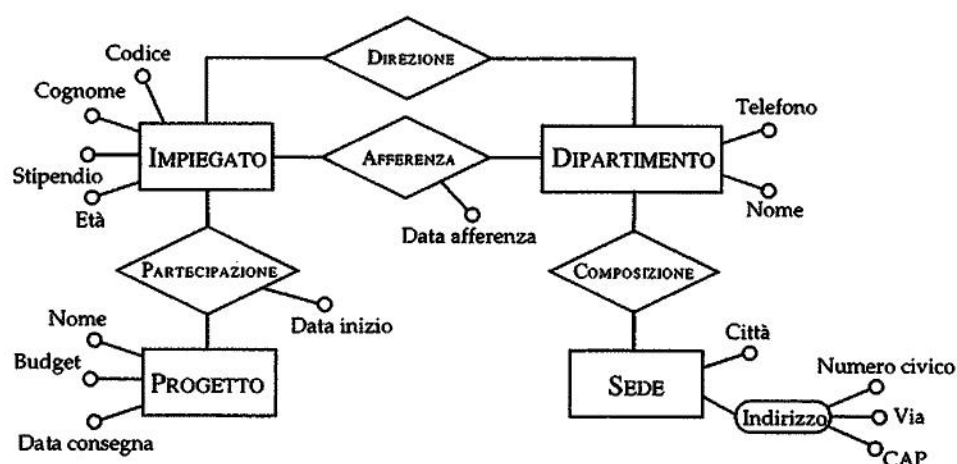 DIREZIONE
Codice
Cognome
Telefono
IMPIEGATO
AFFERENZA
DIPARTIMENTO
Stipendio
Età
Nome
Data afferenza
PARTECIPAZIONE
COMPOSIZIONE
Data inizio
Nome
Città
Budget
PROGETTO
SEDE
Numero civico
Indirizzo
Via
Data consegna
CAP